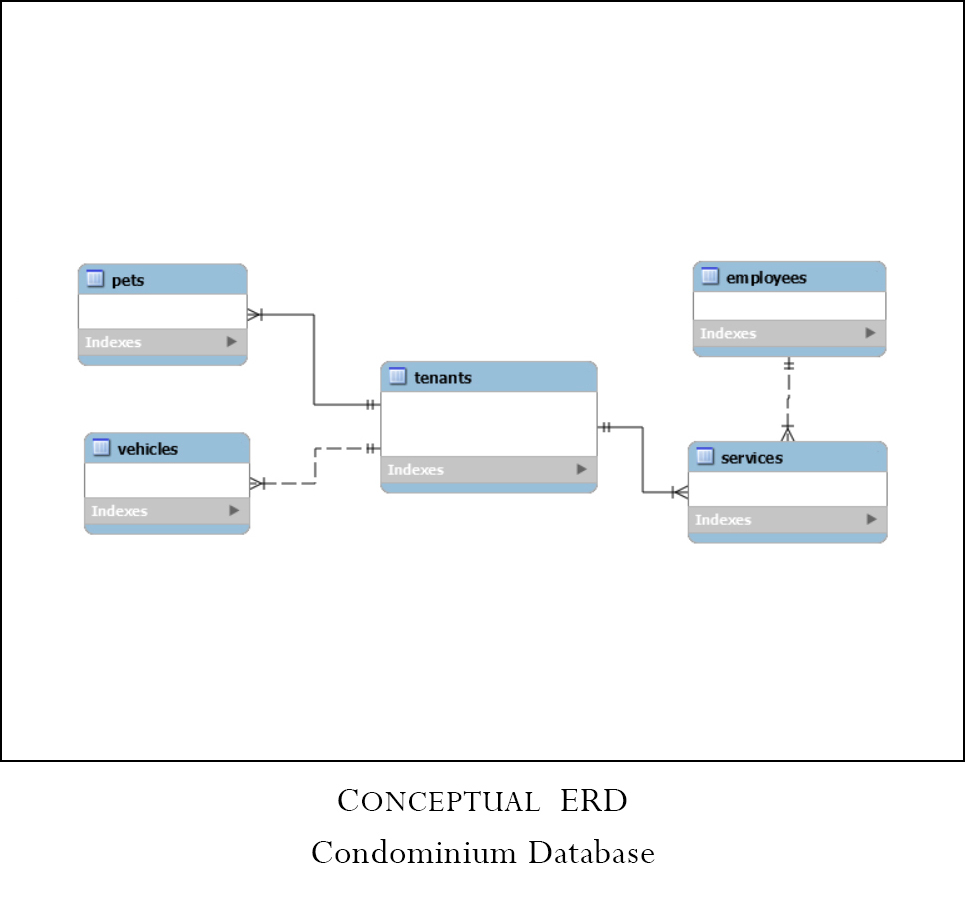 pets
Indexes
vehicles
Indexes
tenants
Indexes
employees
Indexes
services
Indexes
CONCEPTUAL ERD
Condominium Database